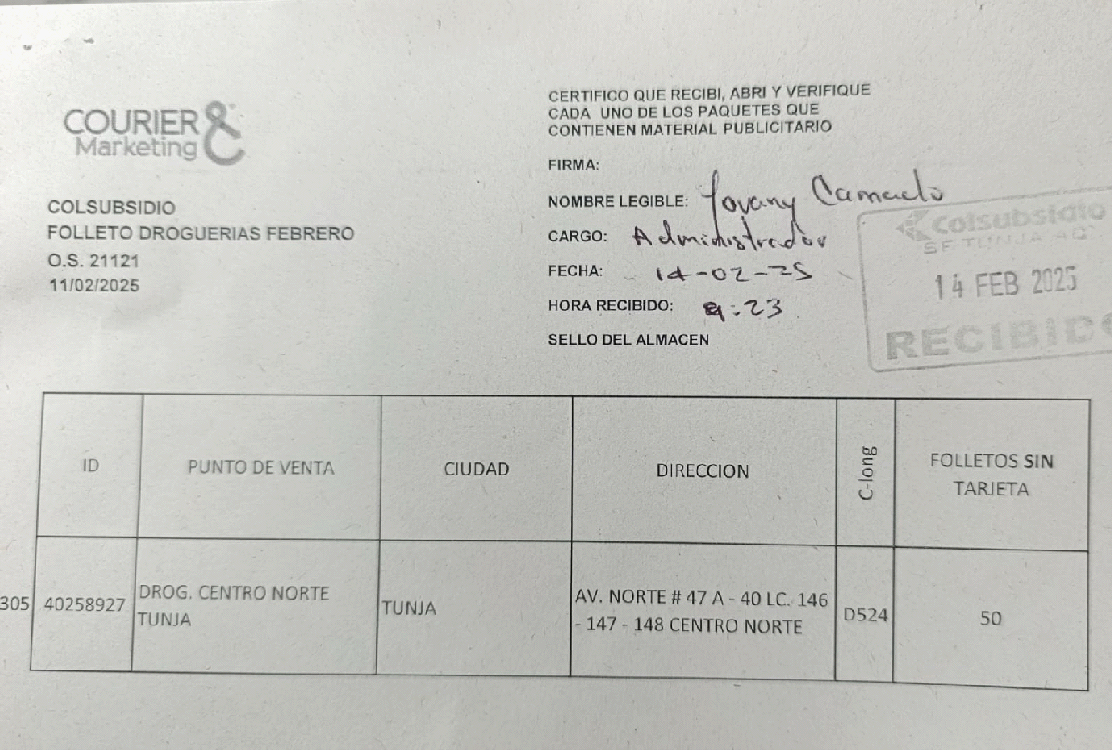 COURIER &
Marketing
COLSUBSIDIO
FOLLETO DROGUERIAS FEBRERO
O.S. 21121
11/02/2025
CERTIFICO QUE RECIBI, ABRI Y VERIFIQUE
CADA UNO DE LOS PAQUETES QUE
CONTIENEN MATERIAL PUBLICITARIO
FIRMA:
NOMBRE LEGIBLE: Yovany Camacho
CARGO: Administrador
FECHA: 14-02-25
HORA RECIBIDO: 9:23
SELLO DEL ALMACEN
Colsubsidio
TUNJA
14 FEB 2025
RECIBIDO
ID PUNTO DE VENTA CIUDAD DIRECCION C-long FOLLETOS SIN
TARJETA
305 40258927 DROG. CENTRO NORTE
TUNJA
TUNJA
AV. NORTE # 47 A - 40 LC. 146
- 147 - 148 CENTRO NORTE
D524
50